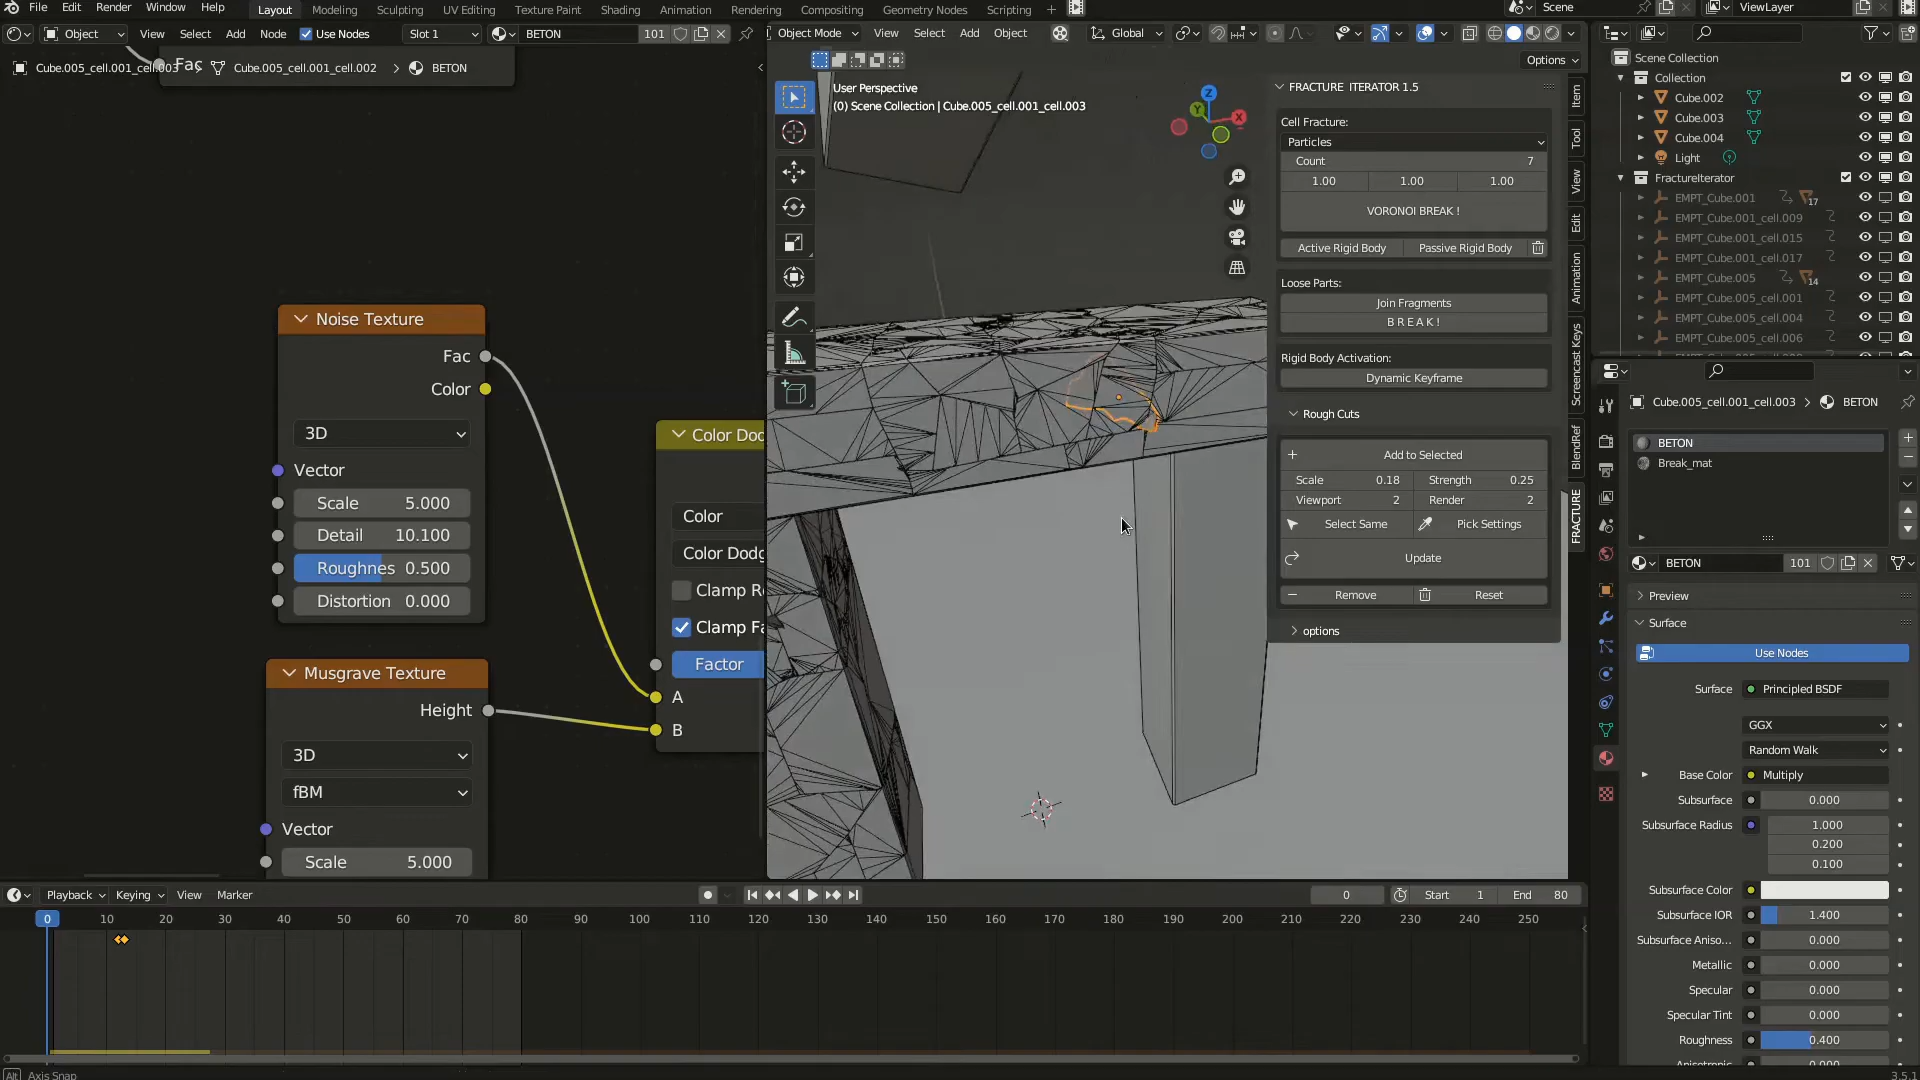 File Edit Render Window Help Layout Modeling Sculpting UV Editing Texture Paint Shading Animation Rendering Compositing Geometry Nodes Scripting + Scene ViewLayer
Object View Select Add Node Use Nodes Slot 1 BETON 101
Object Mode View Select Add Object Global
Options
Cube.005_cell.001_cell.003 > Cube.005_cell.001_cell.002 > BETON
Fac
Noise Texture
Fac
Color
3D
Vector
Scale 5.000
Detail 10.100
Roughnes 0.500
Distortion 0.000
Musgrave Texture
Height
3D
fBM
Vector
Scale 5.000
Color Doc
Color
Color Dodg
Clamp Re
Clamp Fa
Factor
A
B
User Perspective
(0) Scene Collection | Cube.005_cell.001_cell.003
Z
Y
X
FRACTURE ITERATOR 1.5
Cell Fracture:
Particles
Count 7
1.00 1.00 1.00
VORONOI BREAK !
Active Rigid Body Passive Rigid Body
Loose Parts:
Join Fragments
B R E A K !
Rigid Body Activation:
Dynamic Keyframe
Rough Cuts
Add to Selected
Scale 0.18 Strength 0.25
Viewport 2 Render 2
Select Same Pick Settings
Update
Remove Reset
options
Item
Tool
View
Edit
Animation
Screencast Keys
BlendRef
FRACTURE
Scene Collection
Collection
Cube.002
Cube.003
Cube.004
Light
FractureIterator
EMPT_Cube.001 17
EMPT_Cube.001_cell.009
EMPT_Cube.001_cell.015
EMPT_Cube.001_cell.017
EMPT_Cube.005 14
EMPT_Cube.005_cell.001
EMPT_Cube.005_cell.004
EMPT_Cube.005_cell.006
Cube.005_cell.001_cell.003 > BETON
BETON
Break_mat
BETON 101
Preview
Surface
Use Nodes
Surface Principled BSDF
GGX
Random Walk
Base Color Multiply
Subsurface 0.000
Subsurface Radius 1.000
0.200
0.100
Subsurface Color
Subsurface IOR 1.400
Subsurface Aniso... 0.000
Metallic 0.000
Specular 0.000
Specular Tint 0.000
Roughness 0.400
Playback Keying View Marker 0 Start 1 End 80
0 10 20 30 40 50 60 70 80 90 100 110 120 130 140 150 160 170 180 190 200 210 220 230 240 250
Alt Axis Snap 3.5.1